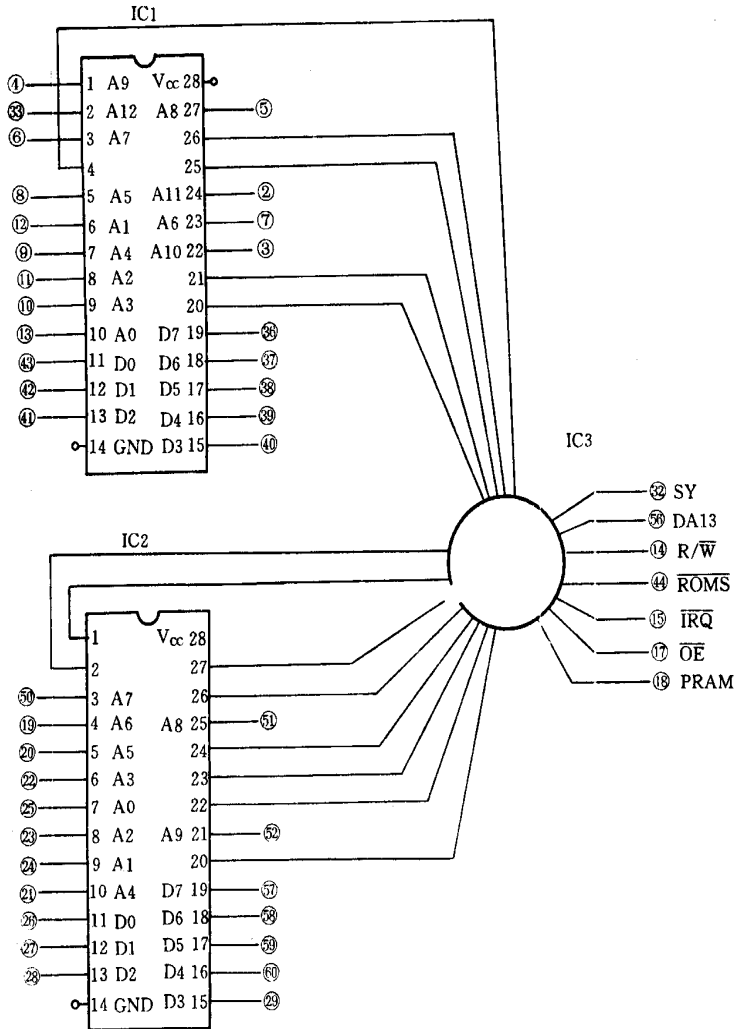 IC1
④ 1 A9 Vcc 28
㉝ 2 A12 A8 27 ⑤
⑥ 3 A7 26
4 25
⑧ 5 A5 A11 24 ②
⑫ 6 A1 A6 23 ⑦
⑨ 7 A4 A10 22 ③
⑪ 8 A2 21
⑩ 9 A3 20
⑬ 10 A0 D7 19 ㊱
㊸ 11 D0 D6 18 ㊲
㊷ 12 D1 D5 17 ㊳
㊶ 13 D2 D4 16 ㊴
14 GND D3 15 ㊵
IC3
㉜ SY
56 DA13
⑭ R/W̅
㊹ R̅O̅M̅S̅
⑮ I̅R̅Q̅
⑰ O̅E̅
⑱ PRAM
IC2
1 Vcc 28
2 27
㊿ 3 A7 26
⑲ 4 A6 A8 25 51
⑳ 5 A5 24
㉒ 6 A3 23
㉕ 7 A0 22
㉓ 8 A2 A9 21 52
㉔ 9 A1 20
㉑ 10 A4 D7 19 57
㉖ 11 D0 D6 18 58
㉗ 12 D1 D5 17 59
㉘ 13 D2 D4 16 60
14 GND D3 15 ㉙